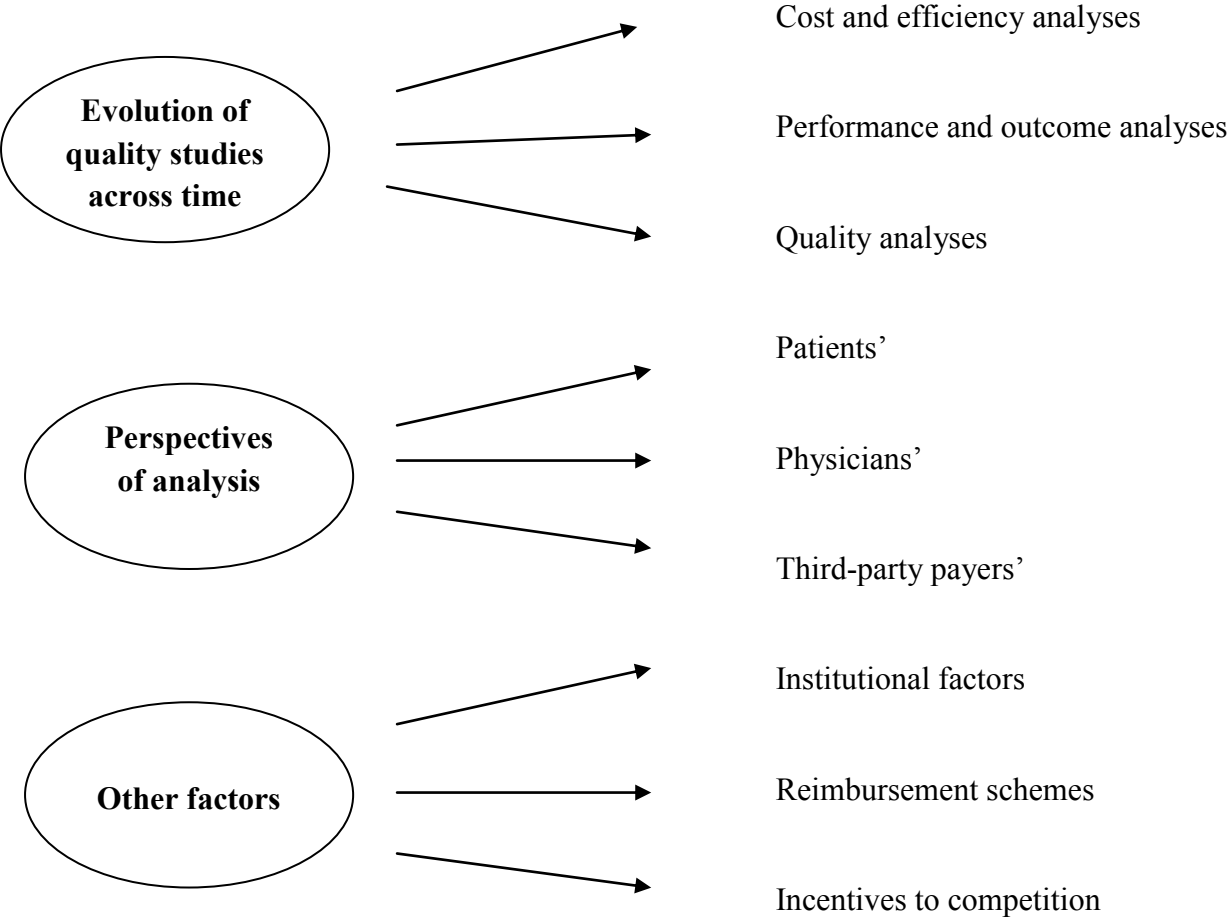 Evolution of
quality studies
across time
Cost and efficiency analyses
Performance and outcome analyses
Quality analyses
Perspectives
of analysis
Patients’
Physicians’
Third-party payers’
Other factors
Institutional factors
Reimbursement schemes
Incentives to competition